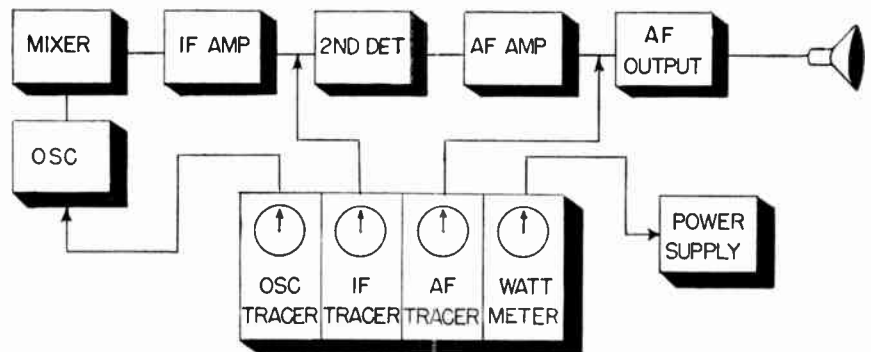 MIXER
IF AMP
2ND DET
AF AMP
AF
OUTPUT
OSC
POWER
SUPPLY
OSC
TRACER
IF
TRACER
AF
TRACER
WATT
METER